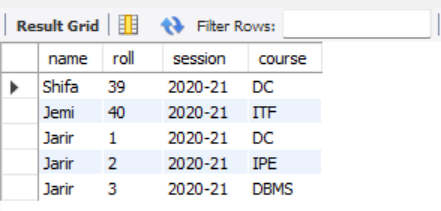 Result Grid Filter Rows:
name roll session course
Shifa 39 2020-21 DC
Jemi 40 2020-21 ITF
Jarir 1 2020-21 DC
Jarir 2 2020-21 IPE
Jarir 3 2020-21 DBMS